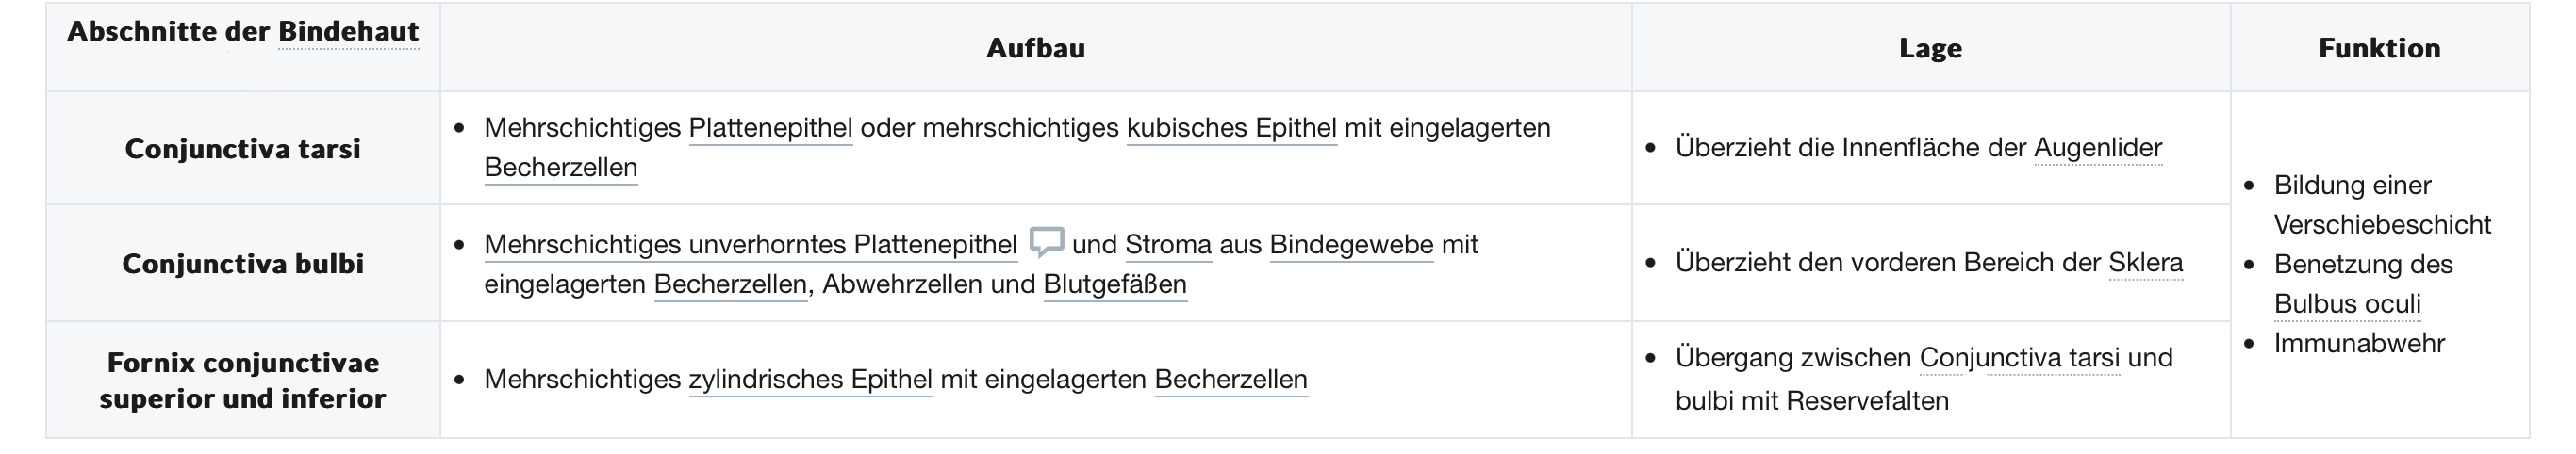 Abschnitte der Bindehaut
Aufbau
Lage
Funktion
Conjunctiva tarsi
Mehrschichtiges Plattenepithel oder mehrschichtiges kubisches Epithel mit eingelagerten
Becherzellen
Überzieht die Innenfläche der Augenlider
Conjunctiva bulbi
Mehrschichtiges unverhorntes Plattenepithel und Stroma aus Bindegewebe mit
eingelagerten Becherzellen, Abwehrzellen und Blutgefäßen
Überzieht den vorderen Bereich der Sklera
Fornix conjunctivae
superior und inferior
Mehrschichtiges zylindrisches Epithel mit eingelagerten Becherzellen
Übergang zwischen Conjunctiva tarsi und
bulbi mit Reservefalten
Bildung einer
Verschiebeschicht
Benetzung des
Bulbus oculi
Immunabwehr